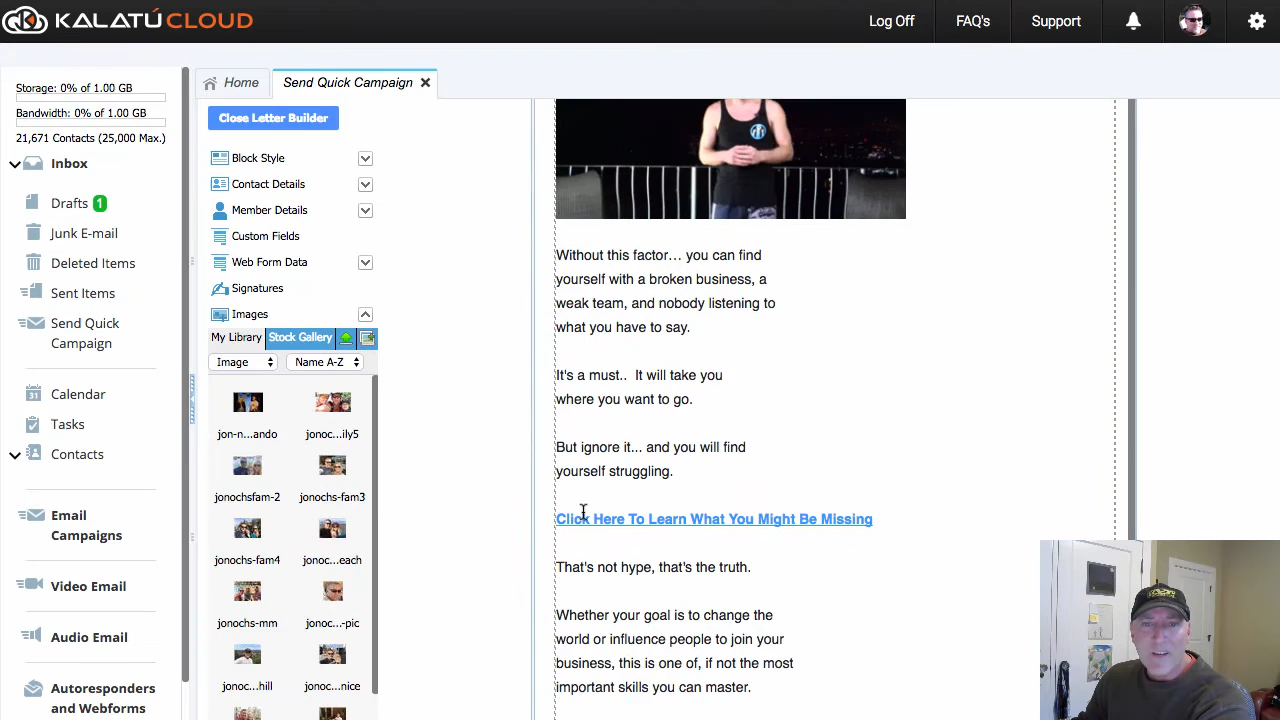 KALATÚCLOUD
Log Off
FAQ's
Support
Storage: 0% of 1.00 GB
Bandwidth: 0% of 1.00 GB
21,671 Contacts (25,000 Max.)
Inbox
Drafts 1
Junk E-mail
Deleted Items
Sent Items
Send Quick
Campaign
Calendar
31
Tasks
Contacts
Email
Campaigns
Video Email
Audio Email
Autoresponders
and Webforms
Home
Send Quick Campaign
Close Letter Builder
Block Style
Contact Details
Member Details
Custom Fields
Web Form Data
Signatures
Images
My Library
Stock Gallery
Image
Name A-Z
jon-n...ando
jonoc...ily5
jonochsfam-2
jonochs-fam3
jonochs-fam4
jonoc...each
jonochs-mm
jonoc...-pic
jonoc...hill
jonoc...nice
Without this factor... you can find
yourself with a broken business, a
weak team, and nobody listening to
what you have to say.
It's a must..  It will take you
where you want to go.
But ignore it... and you will find
yourself struggling.
Click Here To Learn What You Might Be Missing
That's not hype, that's the truth.
Whether your goal is to change the
world or influence people to join your
business, this is one of, if not the most
important skills you can master.